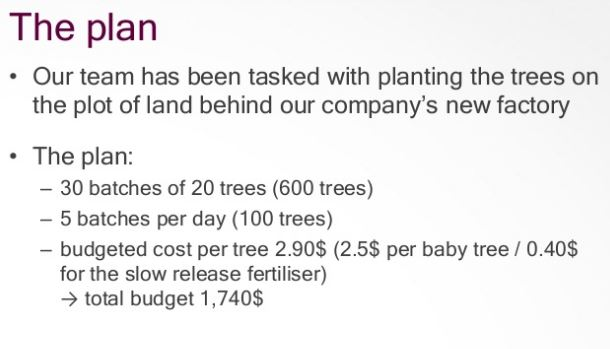 The plan
• Our team has been tasked with planting the trees on
the plot of land behind our company's new factory
• The plan:
– 30 batches of 20 trees (600 trees)
– 5 batches per day (100 trees)
– budgeted cost per tree 2.90$ (2.5$ per baby tree / 0.40$
for the slow release fertiliser)
→ total budget 1,740$